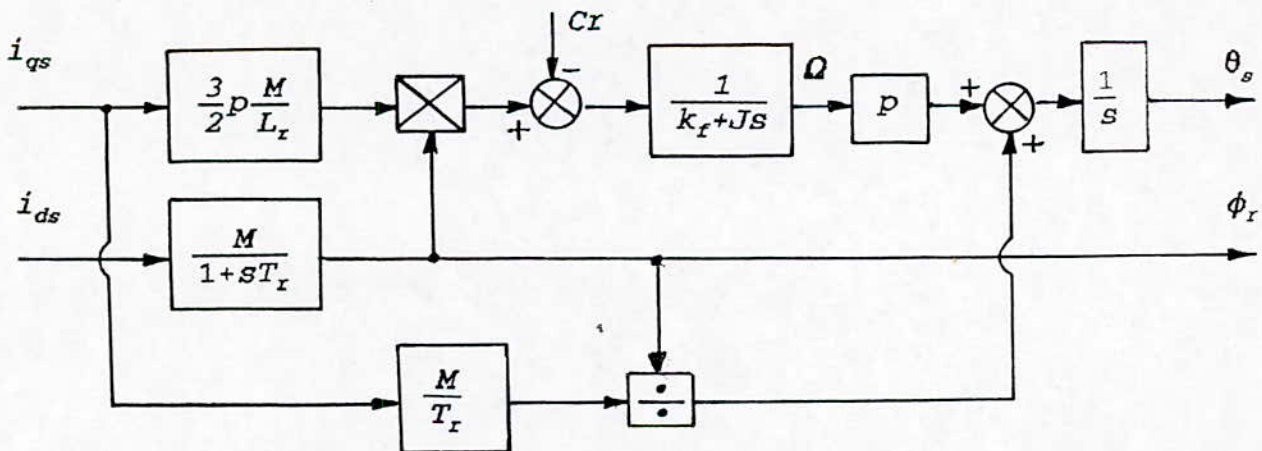 Cr
i_qs
3/2 p M/L_r
+
-
1/(k_f+Js)
Ω
p
+
+
1/s
θ_s
i_ds
M/(1+sT_r)
ϕ_r
M/T_r
÷